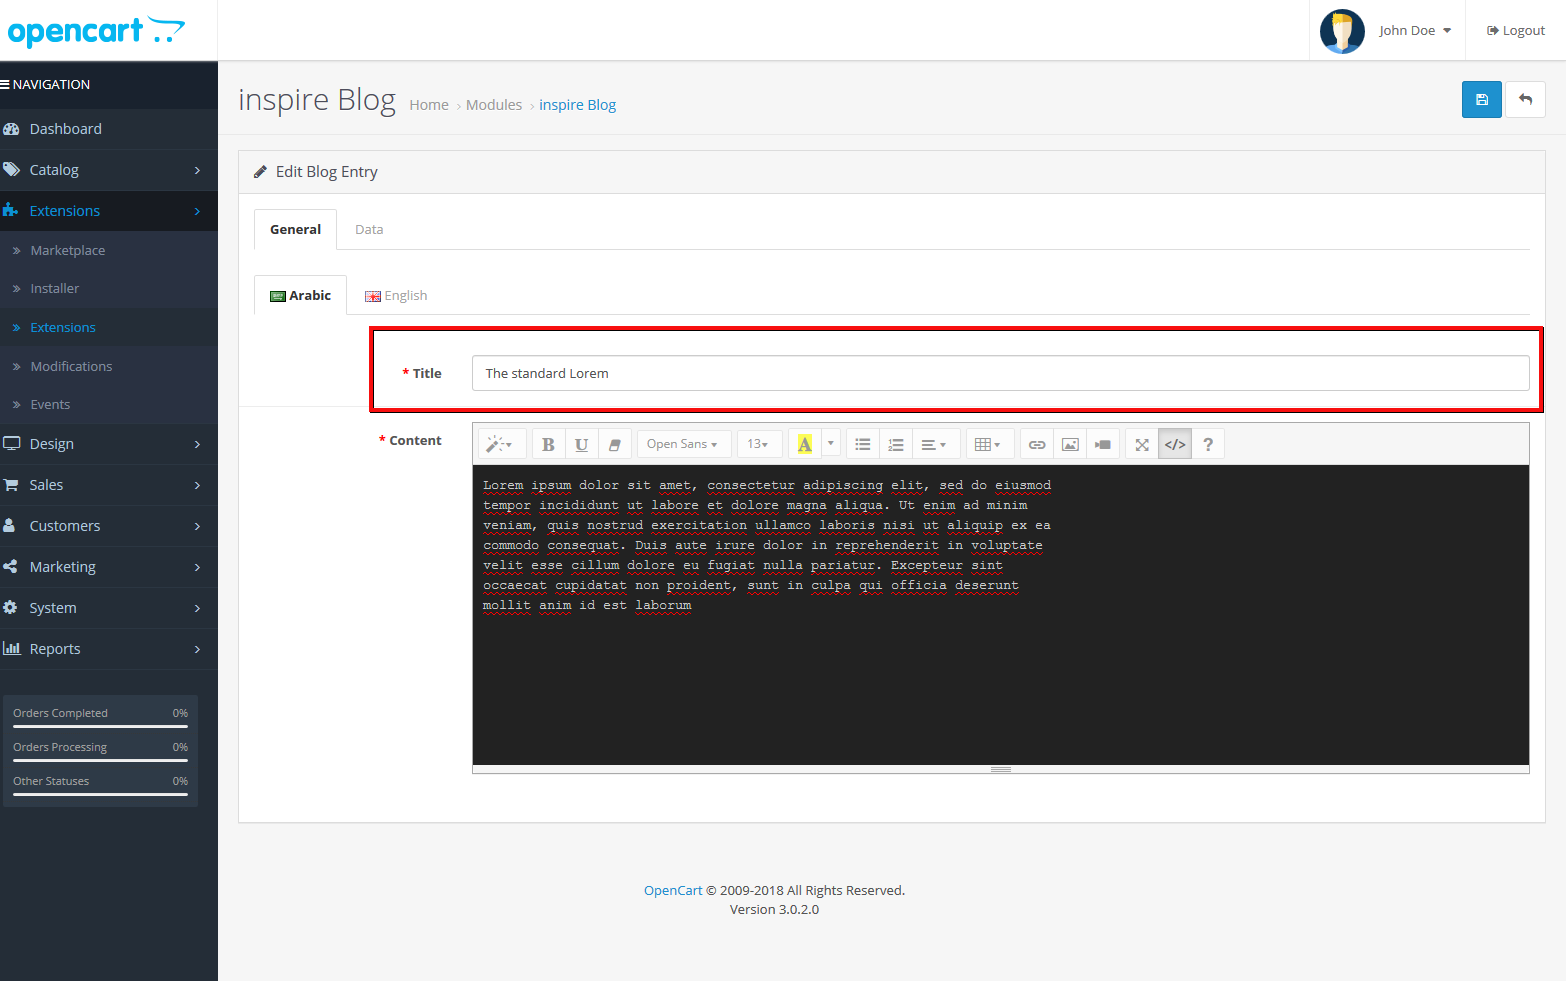 opencart
John Doe
Logout
NAVIGATION
Dashboard
Catalog
Extensions
Marketplace
Installer
Extensions
Modifications
Events
Design
Sales
Customers
Marketing
System
Reports
Orders Completed 0%
Orders Processing 0%
Other Statuses 0%
inspire Blog Home › Modules › inspire Blog
Edit Blog Entry
General Data
Arabic English
* Title The standard Lorem
* Content
B U Open Sans 13 A </> ?
Lorem ipsum dolor sit amet, consectetur adipiscing elit, sed do eiusmod
tempor incididunt ut labore et dolore magna aliqua. Ut enim ad minim
veniam, quis nostrud exercitation ullamco laboris nisi ut aliquip ex ea
commodo consequat. Duis aute irure dolor in reprehenderit in voluptate
velit esse cillum dolore eu fugiat nulla pariatur. Excepteur sint
occaecat cupidatat non proident, sunt in culpa qui officia deserunt
mollit anim id est laborum
OpenCart © 2009-2018 All Rights Reserved.
Version 3.0.2.0